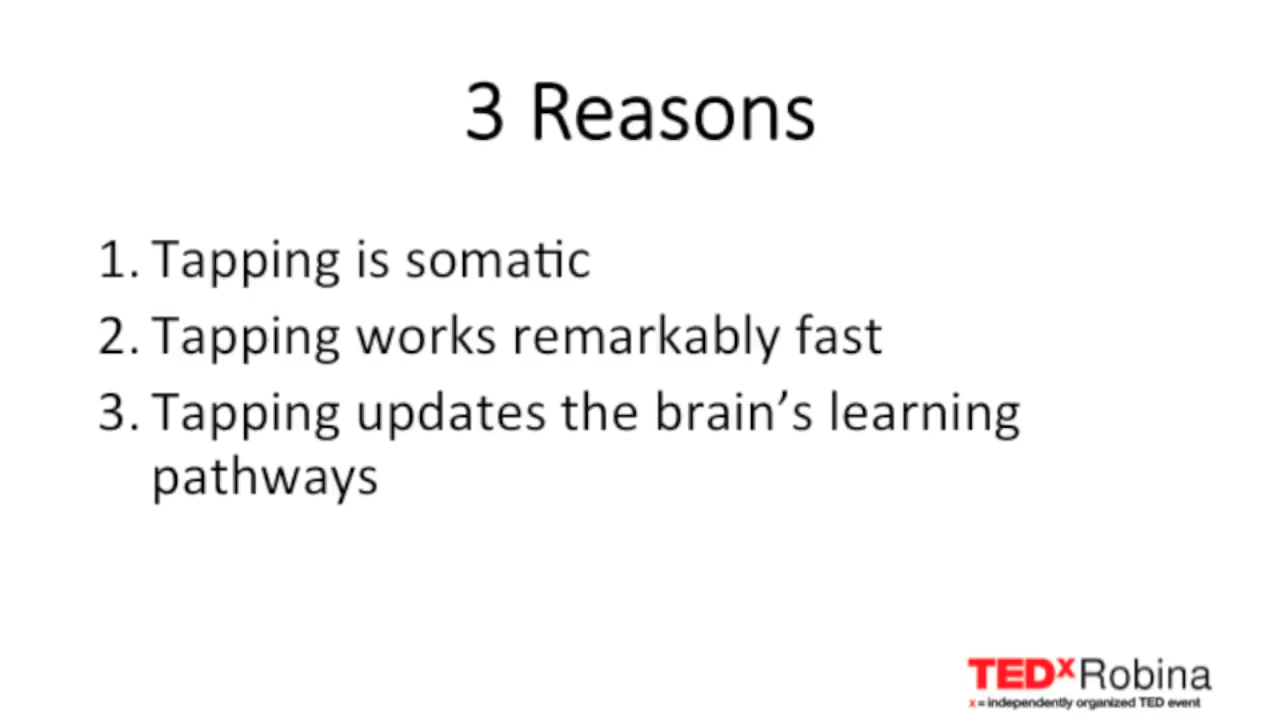 3 Reasons
1. Tapping is somatic
2. Tapping works remarkably fast
3. Tapping updates the brain’s learning
pathways
TEDxRobina
x = independently organized TED event